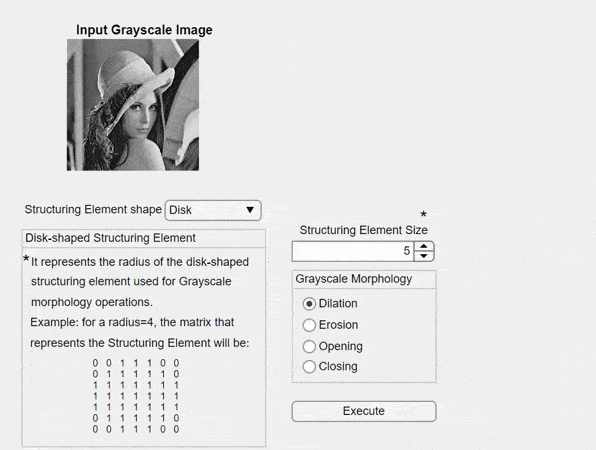 Input Grayscale Image
Structuring Element shape Disk
*
Structuring Element Size
5
Disk-shaped Structuring Element
* It represents the radius of the disk-shaped
structuring element used for Grayscale
morphology operations.
Example: for a radius=4, the matrix that
represents the Structuring Element will be:
0 0 1 1 1 0 0
0 1 1 1 1 1 0
1 1 1 1 1 1 1
1 1 1 1 1 1 1
1 1 1 1 1 1 1
0 1 1 1 1 1 0
0 0 1 1 1 0 0
Grayscale Morphology
Dilation
Erosion
Opening
Closing
Execute